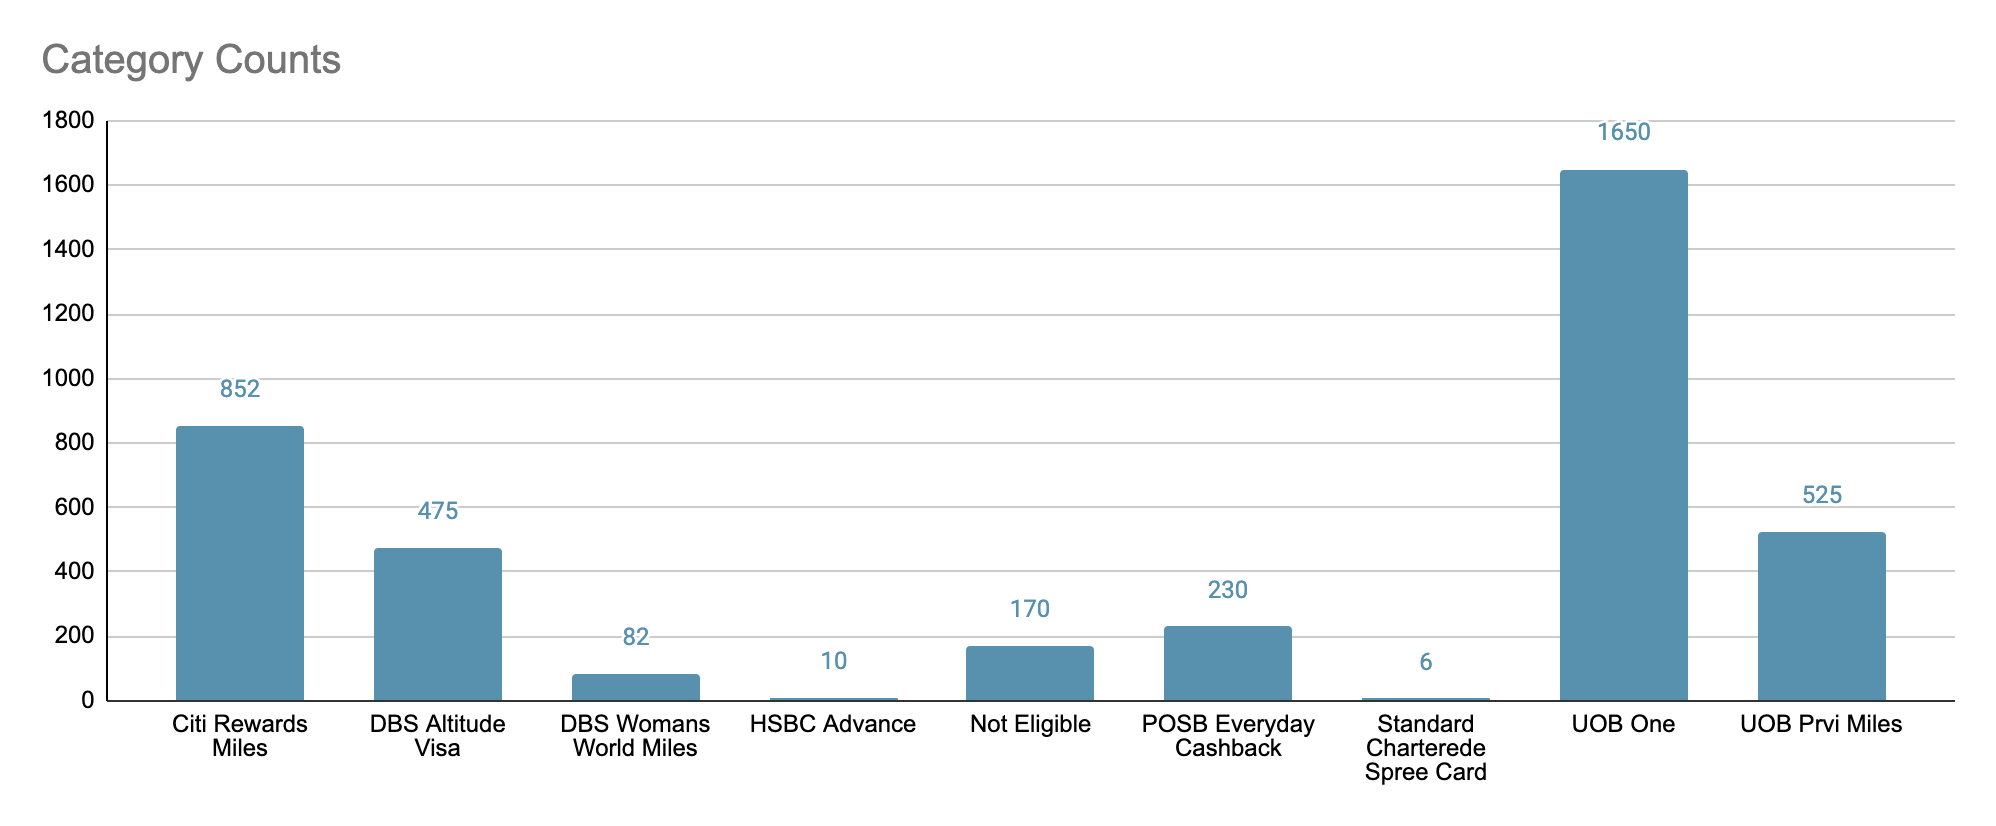 Category Counts
1800
1600
1400
1200
1000
800
600
400
200
0
852
475
82
10
170
230
6
1650
525
Citi Rewards
Miles
DBS Altitude
Visa
DBS Womans
World Miles
HSBC Advance
Not Eligible
POSB Everyday
Cashback
Standard
Charterede
Spree Card
UOB One
UOB Prvi Miles